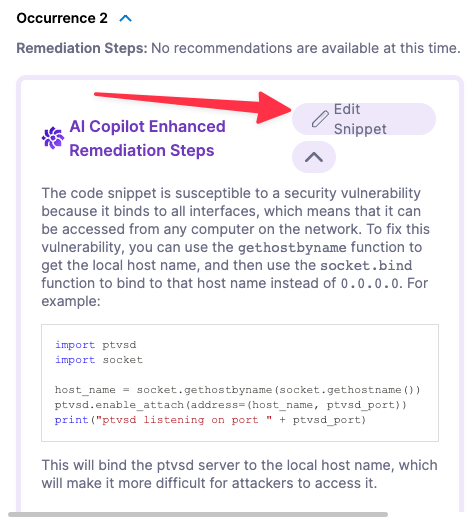 Occurrence 2
Remediation Steps: No recommendations are available at this time.
AI Copilot Enhanced
Remediation Steps
Edit
Snippet
The code snippet is susceptible to a security vulnerability
because it binds to all interfaces, which means that it can
be accessed from any computer on the network. To fix this
vulnerability, you can use the gethostbyname function to
get the local host name, and then use the socket.bind
function to bind to that host name instead of 0.0.0.0. For
example:
import ptvsd
import socket
host_name = socket.gethostbyname(socket.gethostname())
ptvsd.enable_attach(address=(host_name, ptvsd_port))
print("ptvsd listening on port " + ptvsd_port)
This will bind the ptvsd server to the local host name, which
will make it more difficult for attackers to access it.